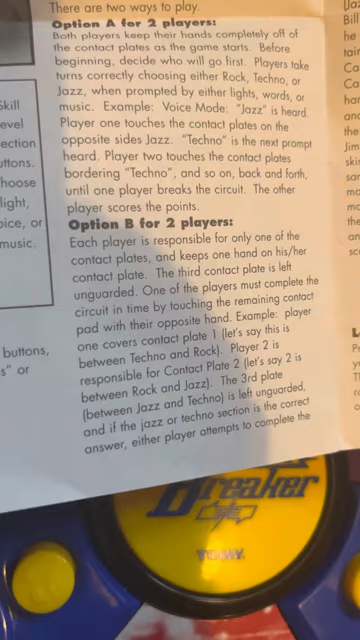 There are two ways to play.
Option A for 2 players:
Both players keep their hands completely off of
the contact plates as the game starts. Before
beginning, decide who will go first. Players take
turns correctly choosing either Rock, Techno, or
Jazz, when prompted by either lights, words, or
music. Example: Voice Mode: "Jazz" is heard.
Player one touches the contact plates on the
opposite sides Jazz. "Techno" is the next prompt
heard. Player two touches the contact plates
bordering "Techno", and so on, back and forth,
until one player breaks the circuit. The other
player scores the points.
Option B for 2 players:
Each player is responsible for only one of the
contact plates, and keeps one hand on his/her
contact plate. The third contact plate is left
unguarded. One of the players must complete the
circuit in time by touching the remaining contact
pad with their opposite hand. Example: player
one covers contact plate 1 (let's say this is
between Techno and Rock). Player 2 is
responsible for Contact Plate 2 (let's say 2 is
between Rock and Jazz). The 3rd plate
(between Jazz and Techno) is left unguarded,
and if the jazz or techno section is the correct
answer, either player attempts to complete the
light,
music.
buttons,
s" or
Breaker
TOMY